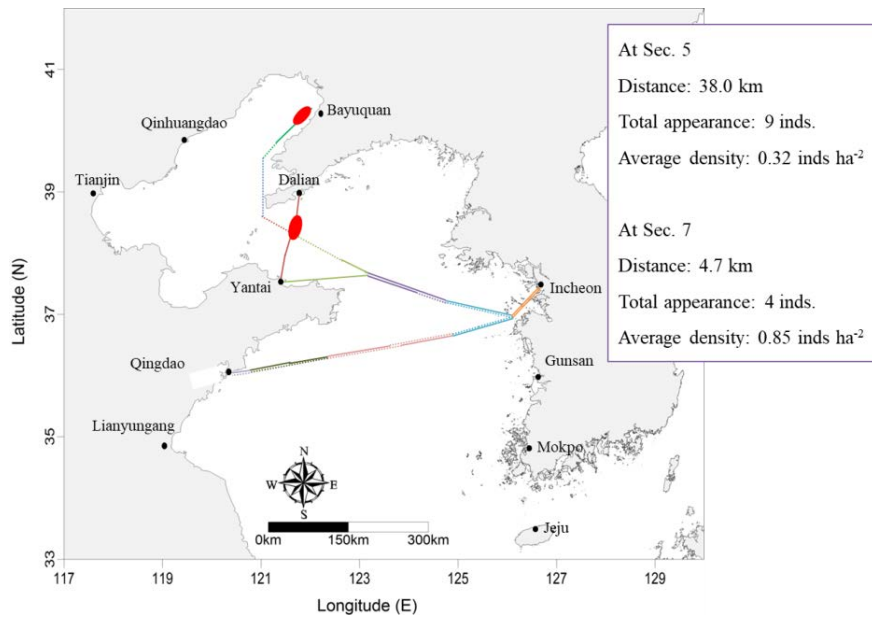 At Sec. 5
Distance: 38.0 km
Total appearance: 9 inds.
Average density: 0.32 inds ha⁻²
At Sec. 7
Distance: 4.7 km
Total appearance: 4 inds.
Average density: 0.85 inds ha⁻²
Latitude (N)
41
39
37
35
33
Bayuquan
Qinhuangdao
Tianjin
Dalian
Yantai
Incheon
Qingdao
Gunsan
Lianyungang
Mokpo
Jeju
N
W
E
S
0km
150km
300km
117
119
121
123
125
127
129
Longitude (E)